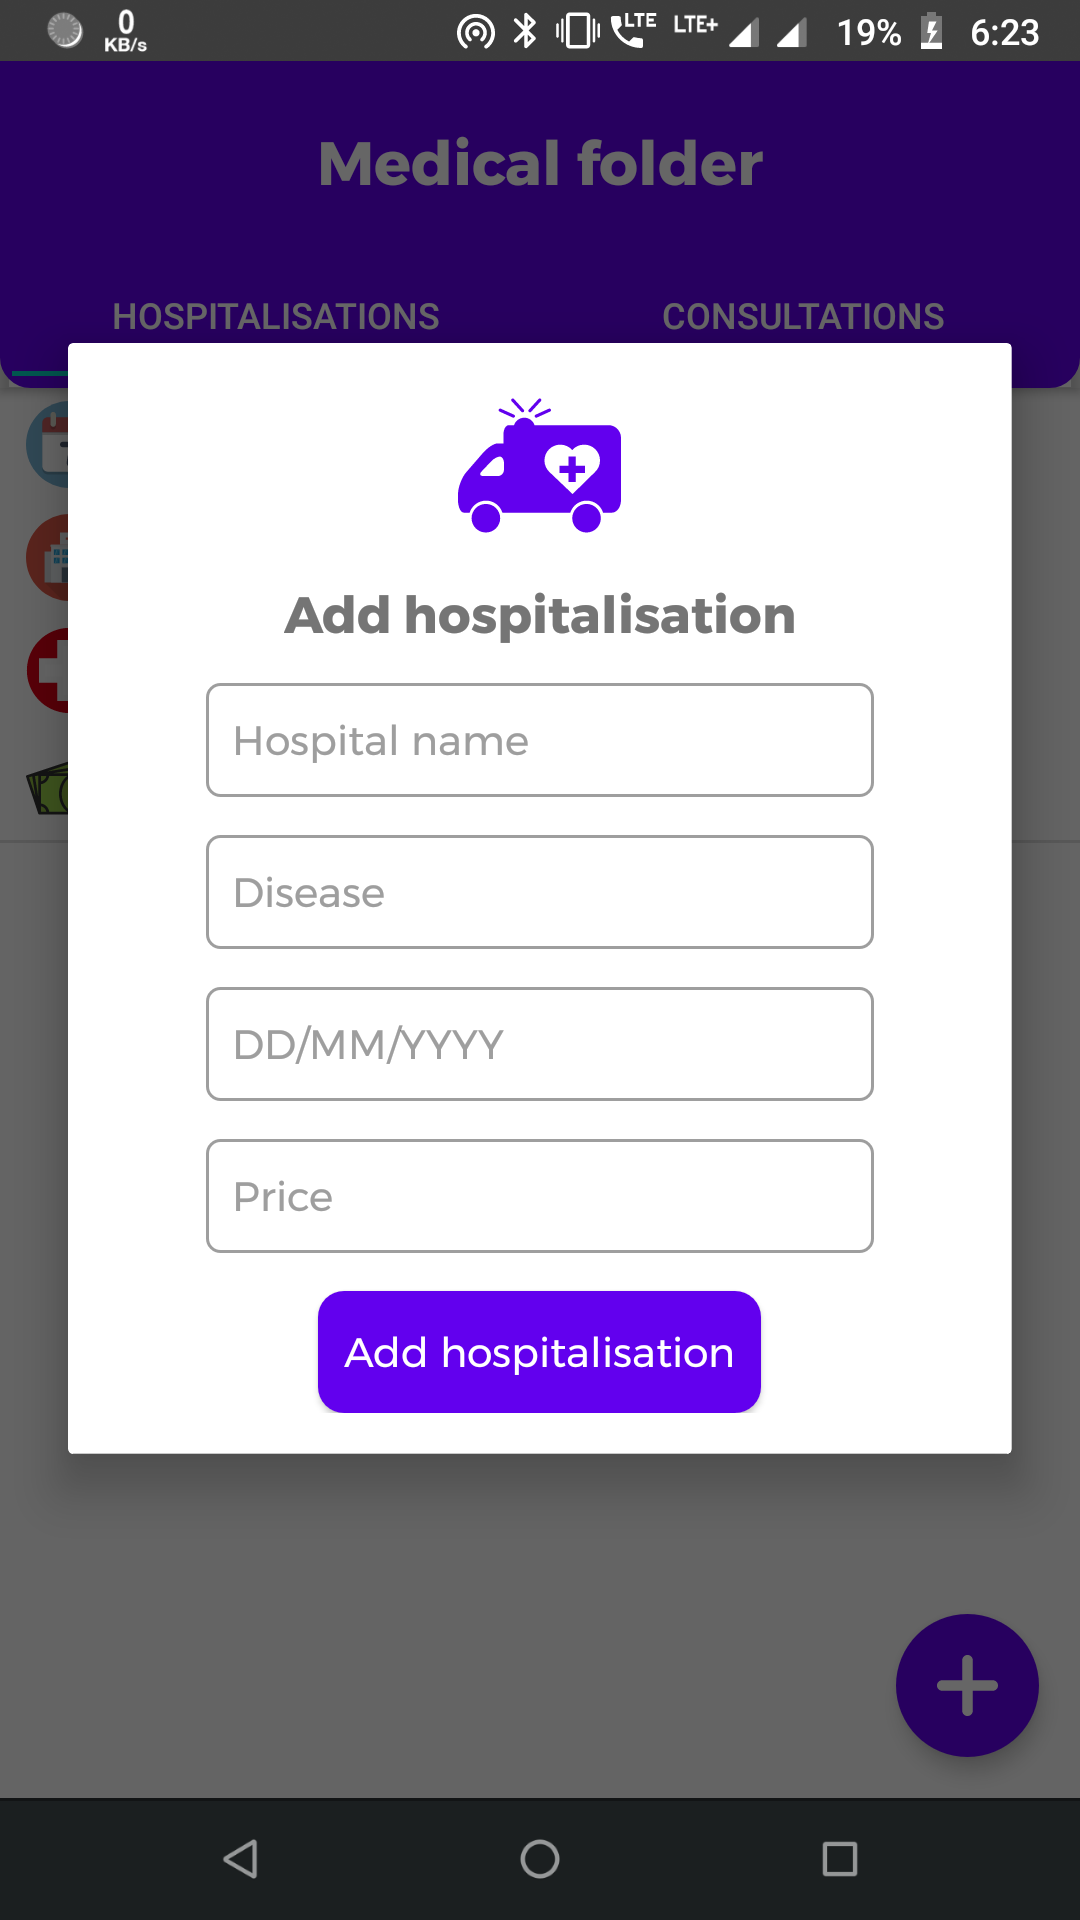 0
KB/s
LTE
LTE+
19%
6:23
Medical folder
HOSPITALISATIONS
CONSULTATIONS
Add hospitalisation
Hospital name
Disease
DD/MM/YYYY
Price
Add hospitalisation